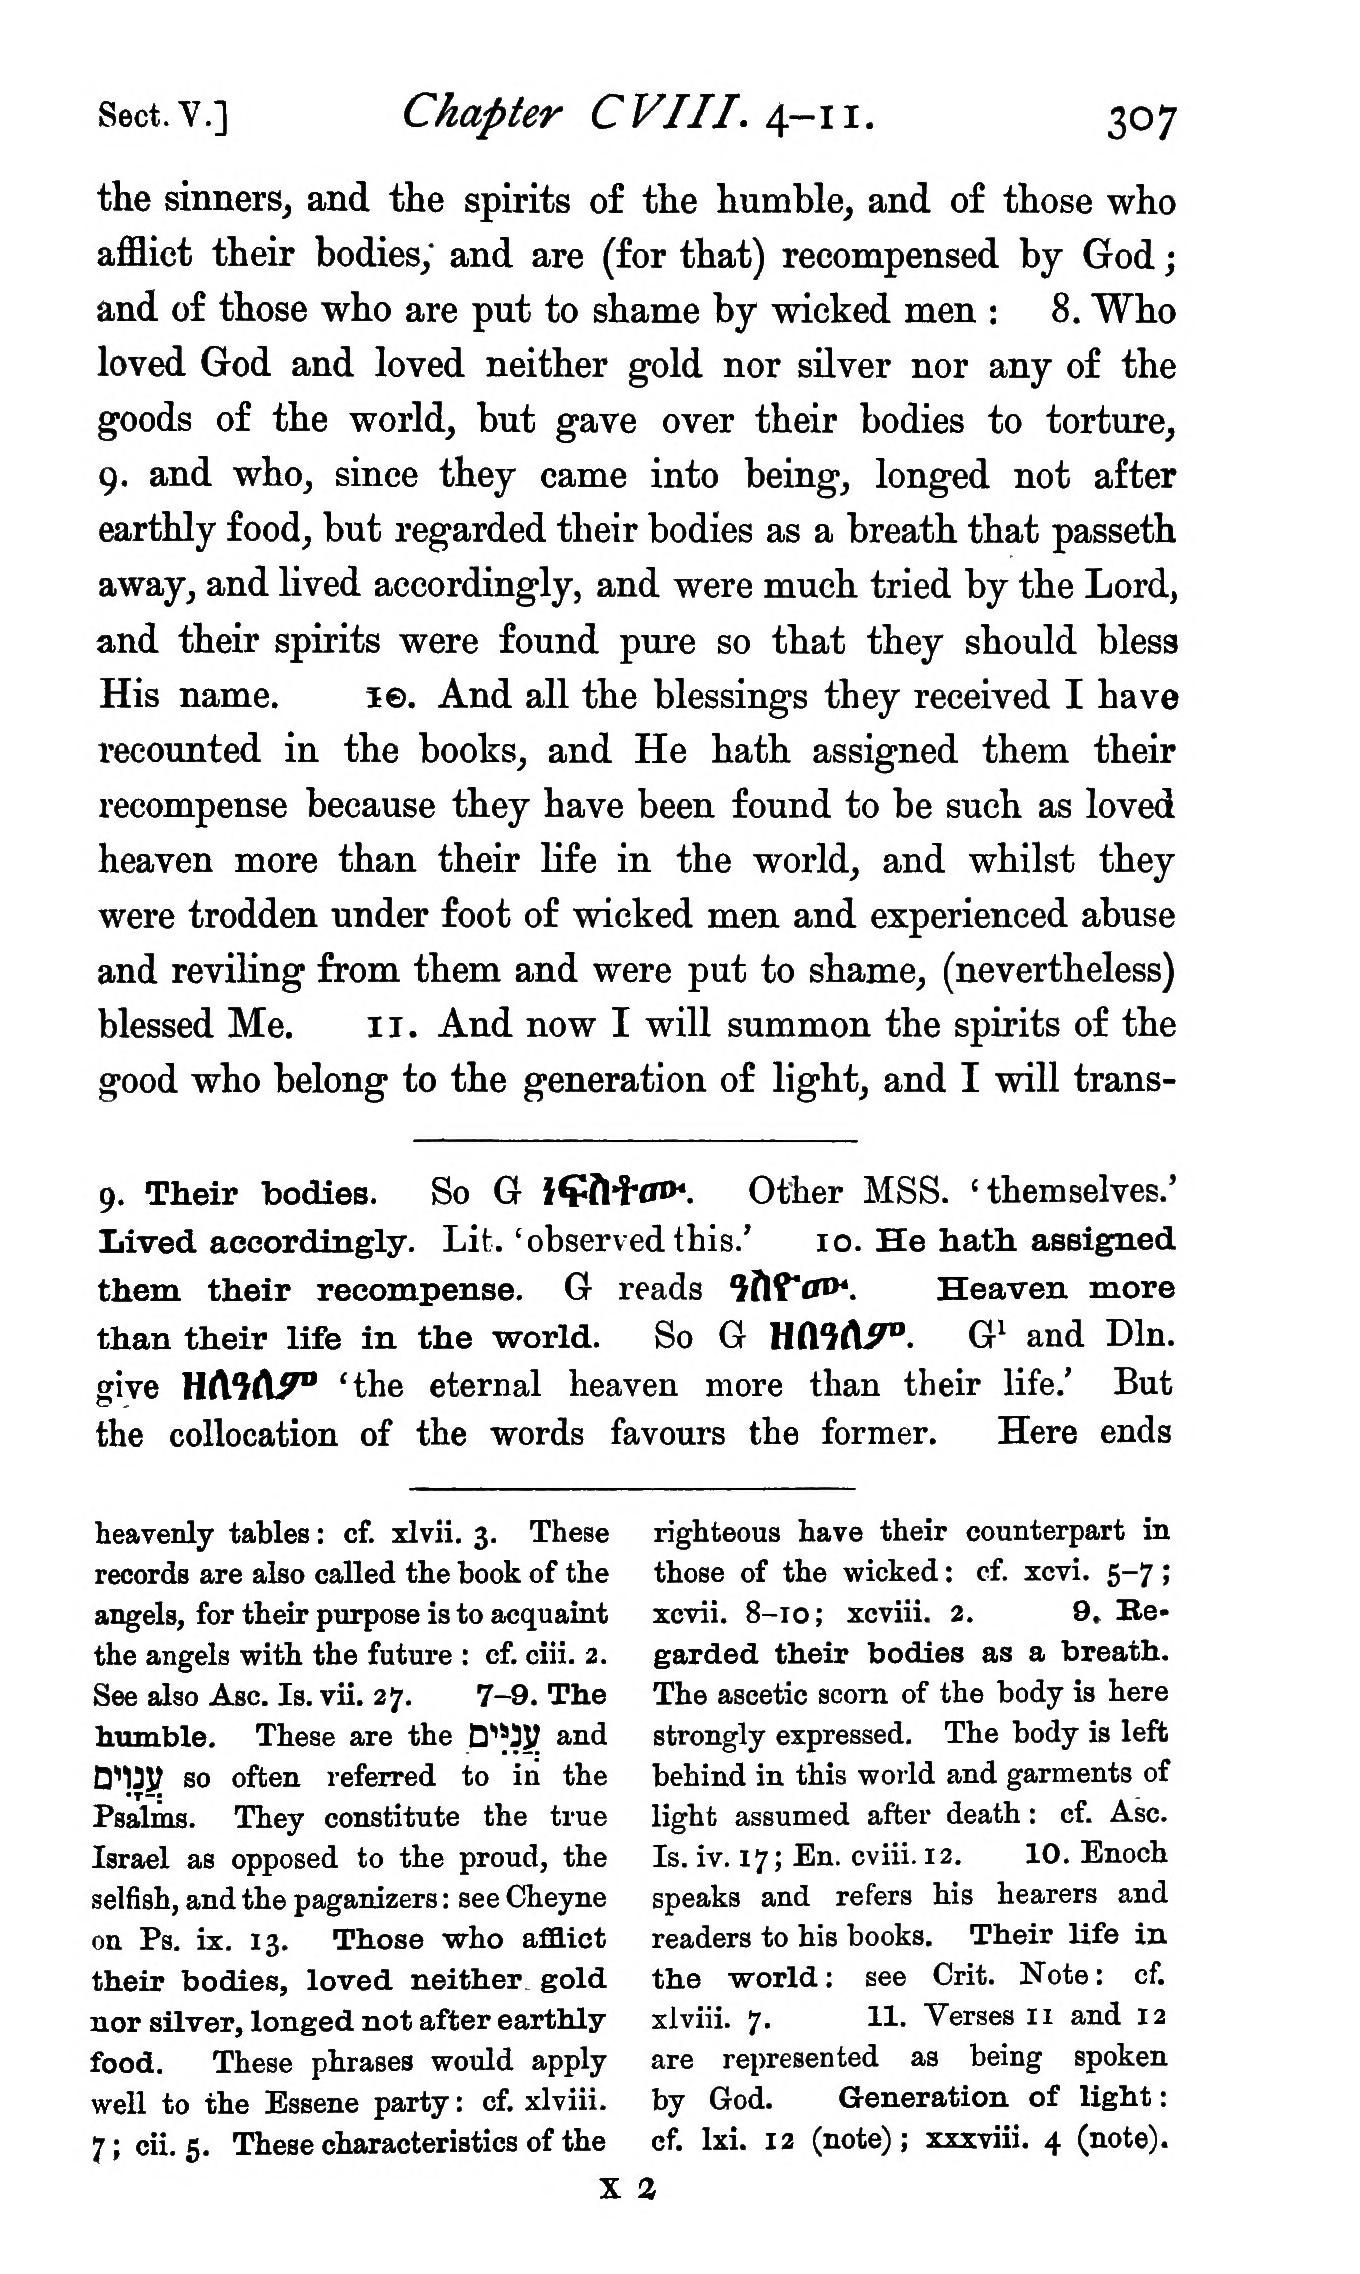 Sect. V.] Chapter CVIII. 4–11. 307
the sinners, and the spirits of the humble, and of those who
afflict their bodies, and are (for that) recompensed by God;
and of those who are put to shame by wicked men : 8. Who
loved God and loved neither gold nor silver nor any of the
goods of the world, but gave over their bodies to torture,
9. and who, since they came into being, longed not after
earthly food, but regarded their bodies as a breath that passeth
away, and lived accordingly, and were much tried by the Lord,
and their spirits were found pure so that they should bless
His name. 10. And all the blessings they received I have
recounted in the books, and He hath assigned them their
recompense because they have been found to be such as loved
heaven more than their life in the world, and whilst they
were trodden under foot of wicked men and experienced abuse
and reviling from them and were put to shame, (nevertheless)
blessed Me. 11. And now I will summon the spirits of the
good who belong to the generation of light, and I will trans-
9. Their bodies. So G ነፍስቶሙ. Other MSS. ‘themselves.’
Lived accordingly. Lit. ‘observed this.’ 10. He hath assigned
them their recompense. G reads ዓስዮሙ. Heaven more
than their life in the world. So G ዘበዓለም. G¹ and Dln.
give ዘለዓለም ‘the eternal heaven more than their life.’ But
the collocation of the words favours the former. Here ends
heavenly tables: cf. xlvii. 3. These
records are also called the book of the
angels, for their purpose is to acquaint
the angels with the future : cf. ciii. 2.
See also Asc. Is. vii. 27. 7–9. The
humble. These are the עֲנִיִּים and
עֲנָוִים so often referred to in the
Psalms. They constitute the true
Israel as opposed to the proud, the
selfish, and the paganizers: see Cheyne
on Ps. ix. 13. Those who afflict
their bodies, loved neither gold
nor silver, longed not after earthly
food. These phrases would apply
well to the Essene party: cf. xlviii.
7; cii. 5. These characteristics of the
righteous have their counterpart in
those of the wicked: cf. xcvi. 5–7;
xcvii. 8–10; xcviii. 2. 9. Re-
garded their bodies as a breath.
The ascetic scorn of the body is here
strongly expressed. The body is left
behind in this world and garments of
light assumed after death: cf. Asc.
Is. iv. 17; En. cviii. 12. 10. Enoch
speaks and refers his hearers and
readers to his books. Their life in
the world: see Crit. Note: cf.
xlviii. 7. 11. Verses 11 and 12
are represented as being spoken
by God. Generation of light:
cf. lxi. 12 (note); xxxviii. 4 (note).
X 2